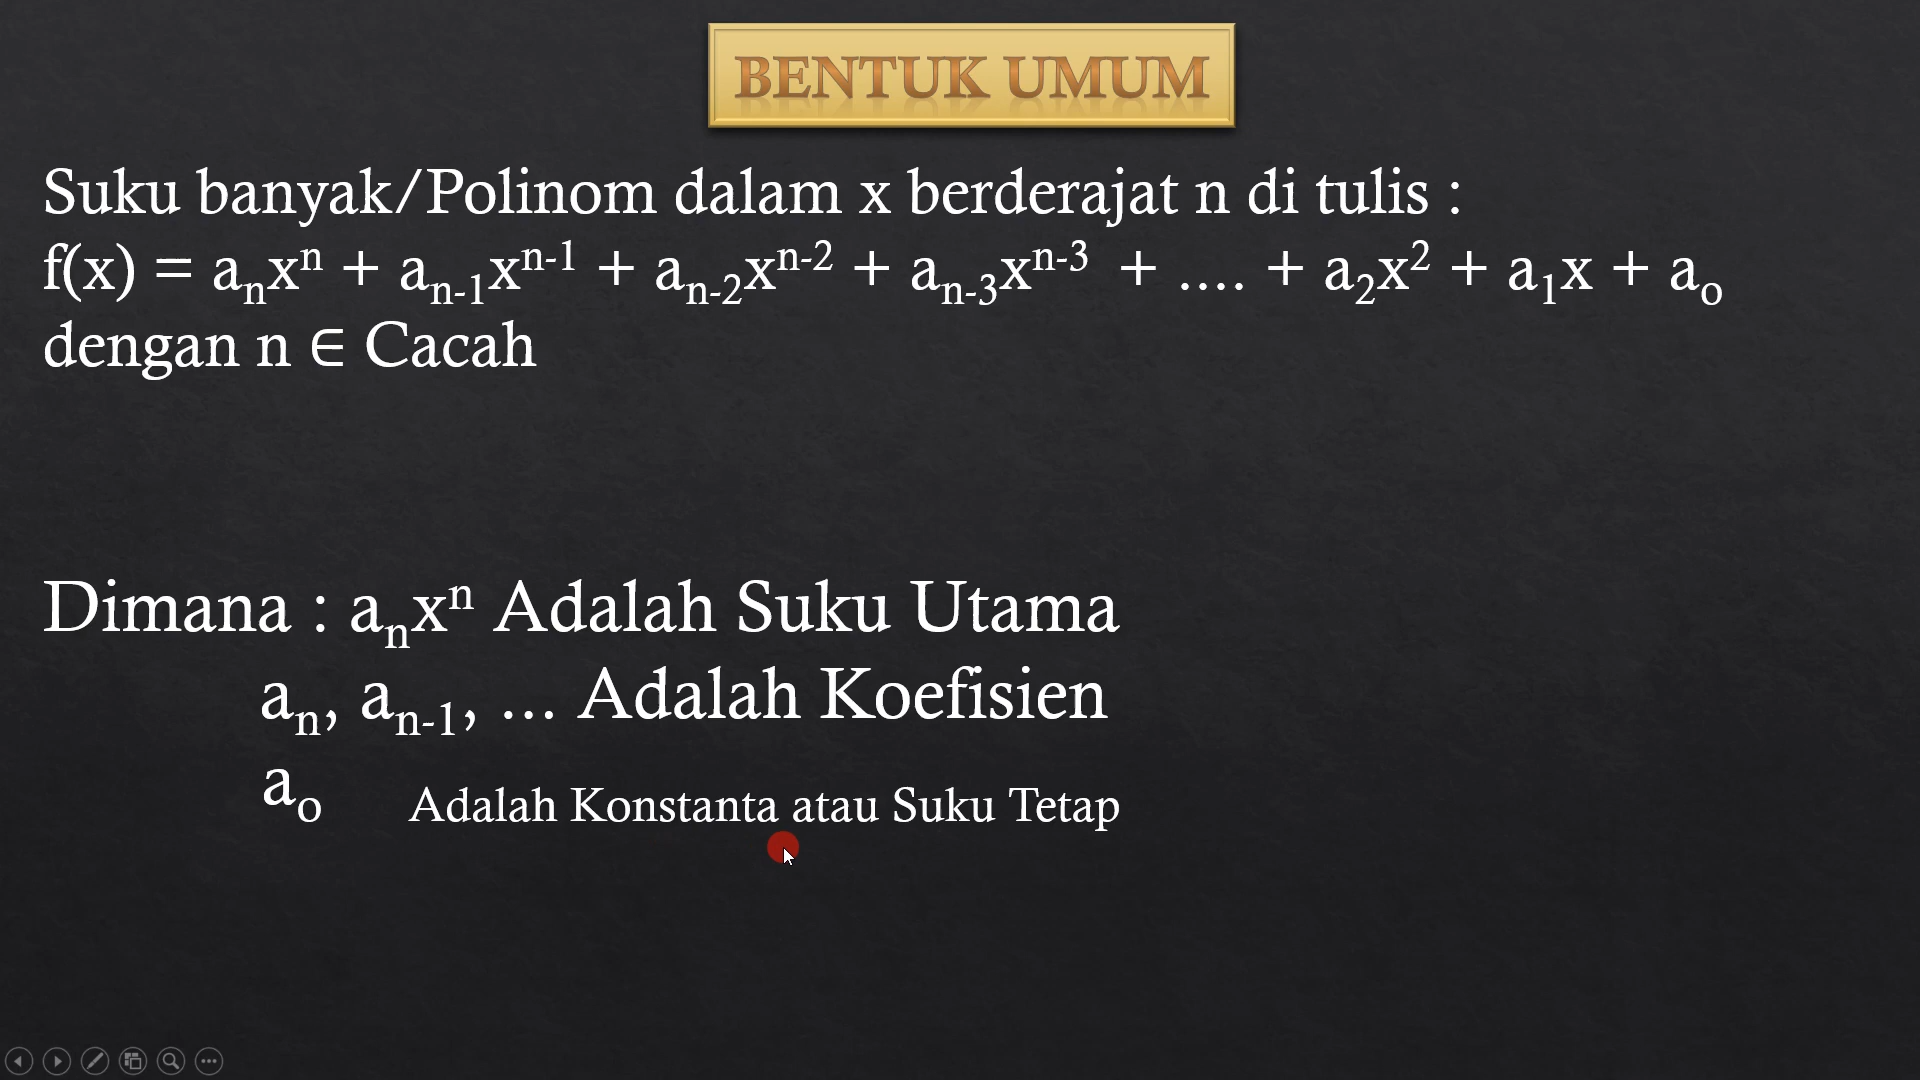 BENTUK UMUM
Suku banyak/Polinom dalam x berderajat n di tulis :
f(x) = aₙxⁿ + aₙ₋₁xⁿ⁻¹ + aₙ₋₂xⁿ⁻² + aₙ₋₃xⁿ⁻³ + .... + a₂x² + a₁x + aₒ
dengan n ∈ Cacah
Dimana : aₙxⁿ Adalah Suku Utama
aₙ, aₙ₋₁, ... Adalah Koefisien
aₒ Adalah Konstanta atau Suku Tetap